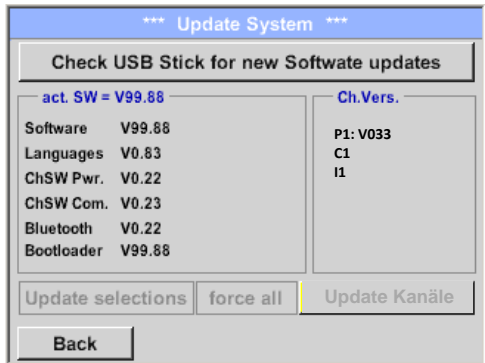 *** Update System ***
Check USB Stick for new Softwate updates
act. SW = V99.88
Software V99.88
Languages V0.83
ChSW Pwr. V0.22
ChSW Com. V0.23
Bluetooth V0.22
Bootloader V99.88
Ch.Vers.
P1: V033
C1
I1
Update selections
force all
Update Kanäle
Back